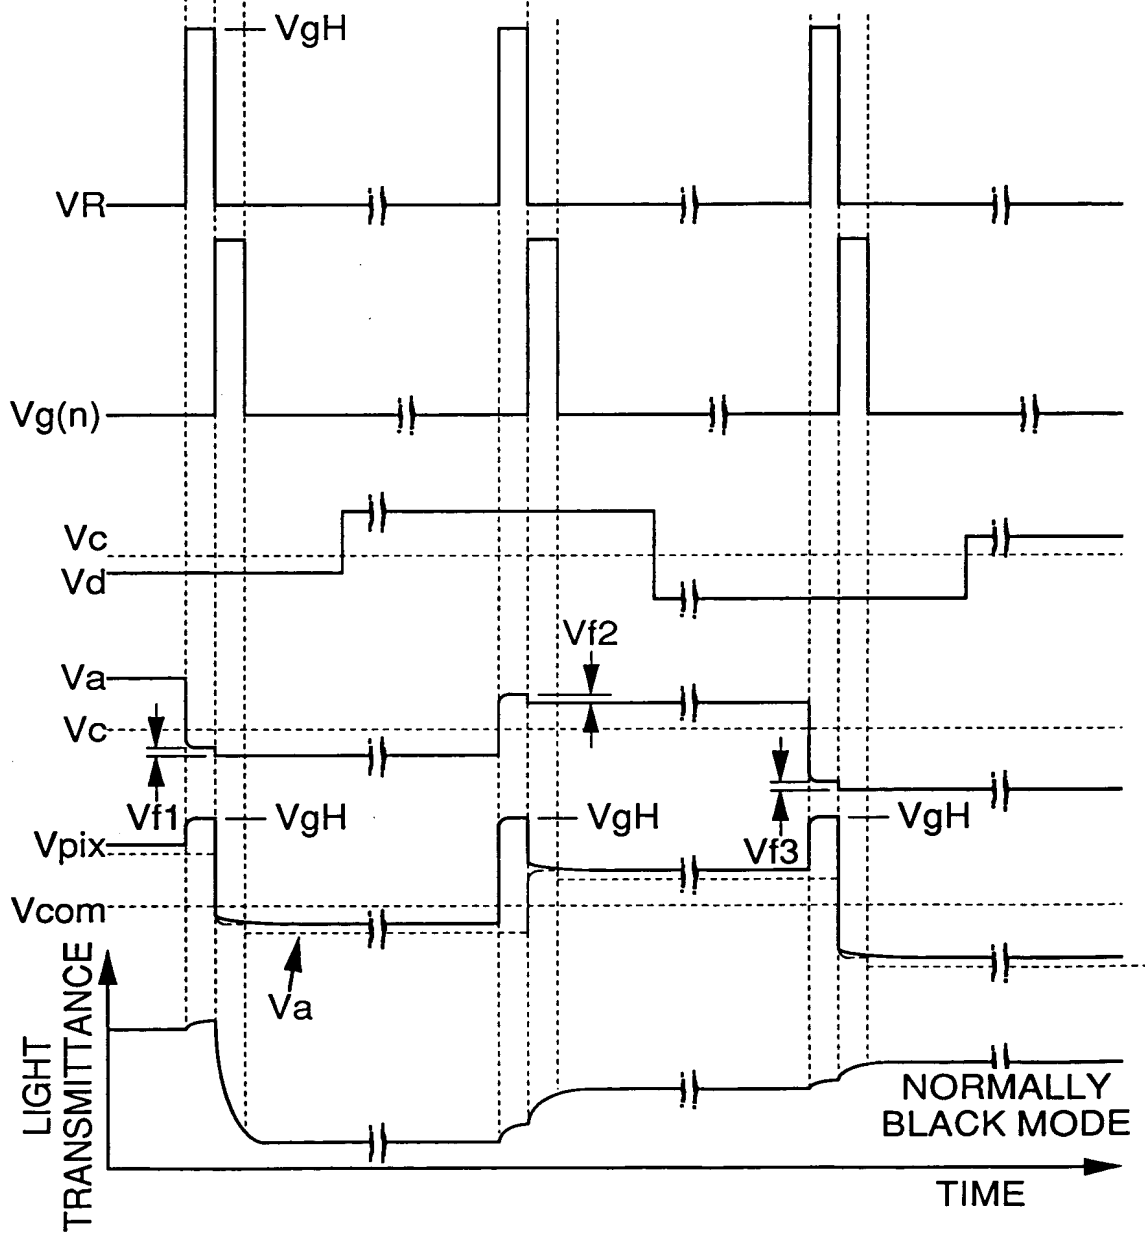 VgH
VR
Vg(n)
Vc
Vd
Vf2
Va
Vc
Vf1
VgH
VgH
VgH
Vpix
Vf3
Vcom
Va
LIGHT
TRANSMITTANCE
NORMALLY
BLACK MODE
TIME